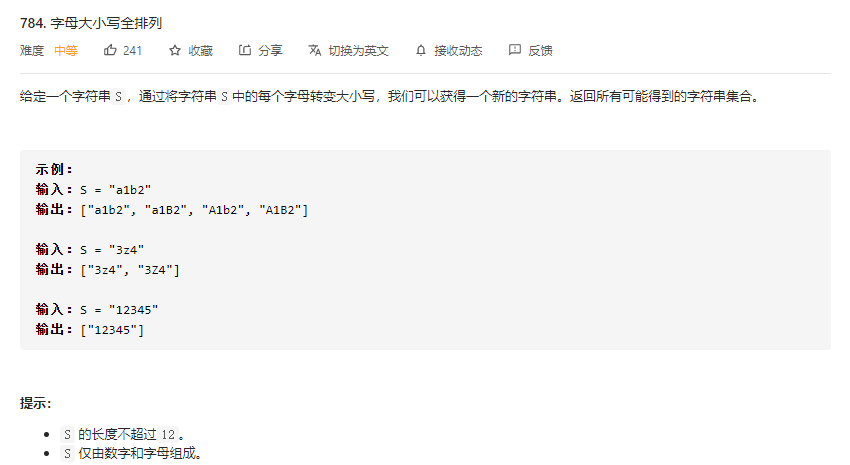 784. 字母大小写全排列
难度 中等 241 收藏 分享 切换为英文 接收动态 反馈
给定一个字符串 S ，通过将字符串 S 中的每个字母转变大小写，我们可以获得一个新的字符串。返回所有可能得到的字符串集合。
示例：
输入：S = "a1b2"
输出：["a1b2", "a1B2", "A1b2", "A1B2"]
输入：S = "3z4"
输出：["3z4", "3Z4"]
输入：S = "12345"
输出：["12345"]
提示：
• S 的长度不超过 12 。
• S 仅由数字和字母组成。